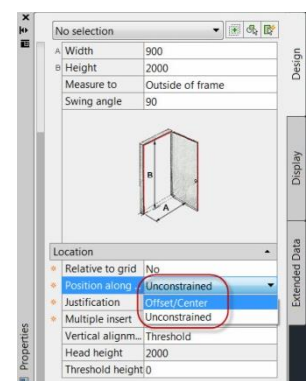 No selection
A Width 900
B Height 2000
Measure to Outside of frame
Swing angle 90
B
A
Location
Relative to grid No
Position along ... Unconstrained
Justification Offset/Center
Multiple insert Unconstrained
Vertical alignm... Threshold
Head height 2000
Threshold height 0
Design
Display
Extended Data
Properties